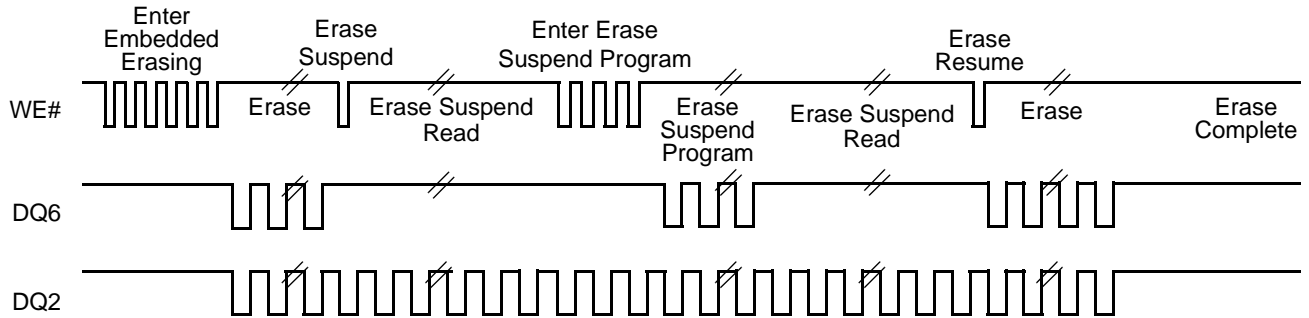 Enter
Embedded
Erasing
Erase
Suspend
Enter Erase
Suspend Program
Erase
Resume
WE#
Erase
Erase Suspend
Read
Erase
Suspend
Program
Erase Suspend
Read
Erase
Erase
Complete
DQ6
DQ2